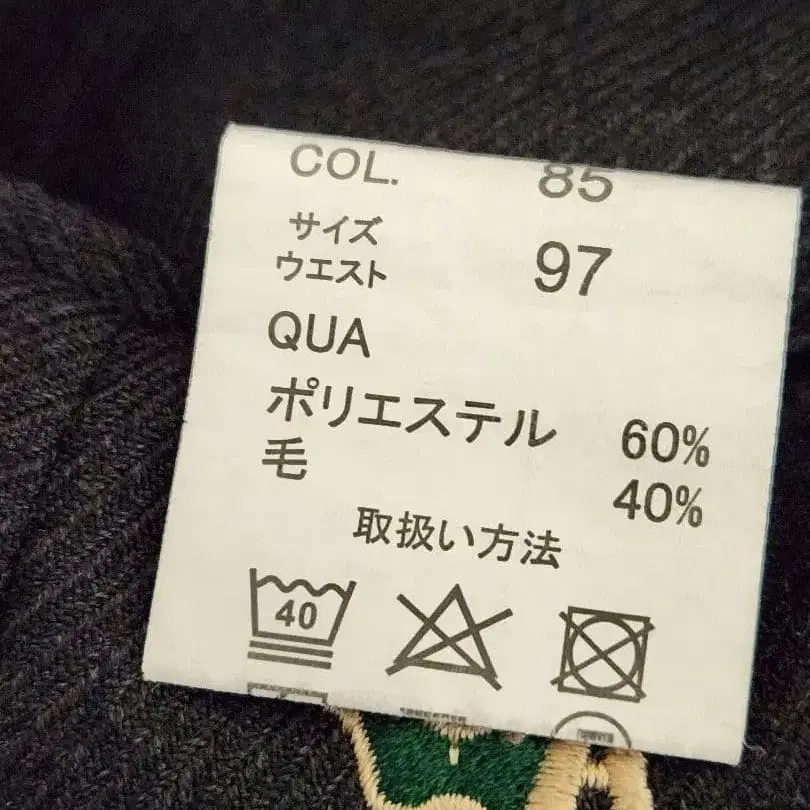 COL. 85
サイズ
ウエスト 97
QUA
ポリエステル 60%
毛 40%
取扱い方法
40